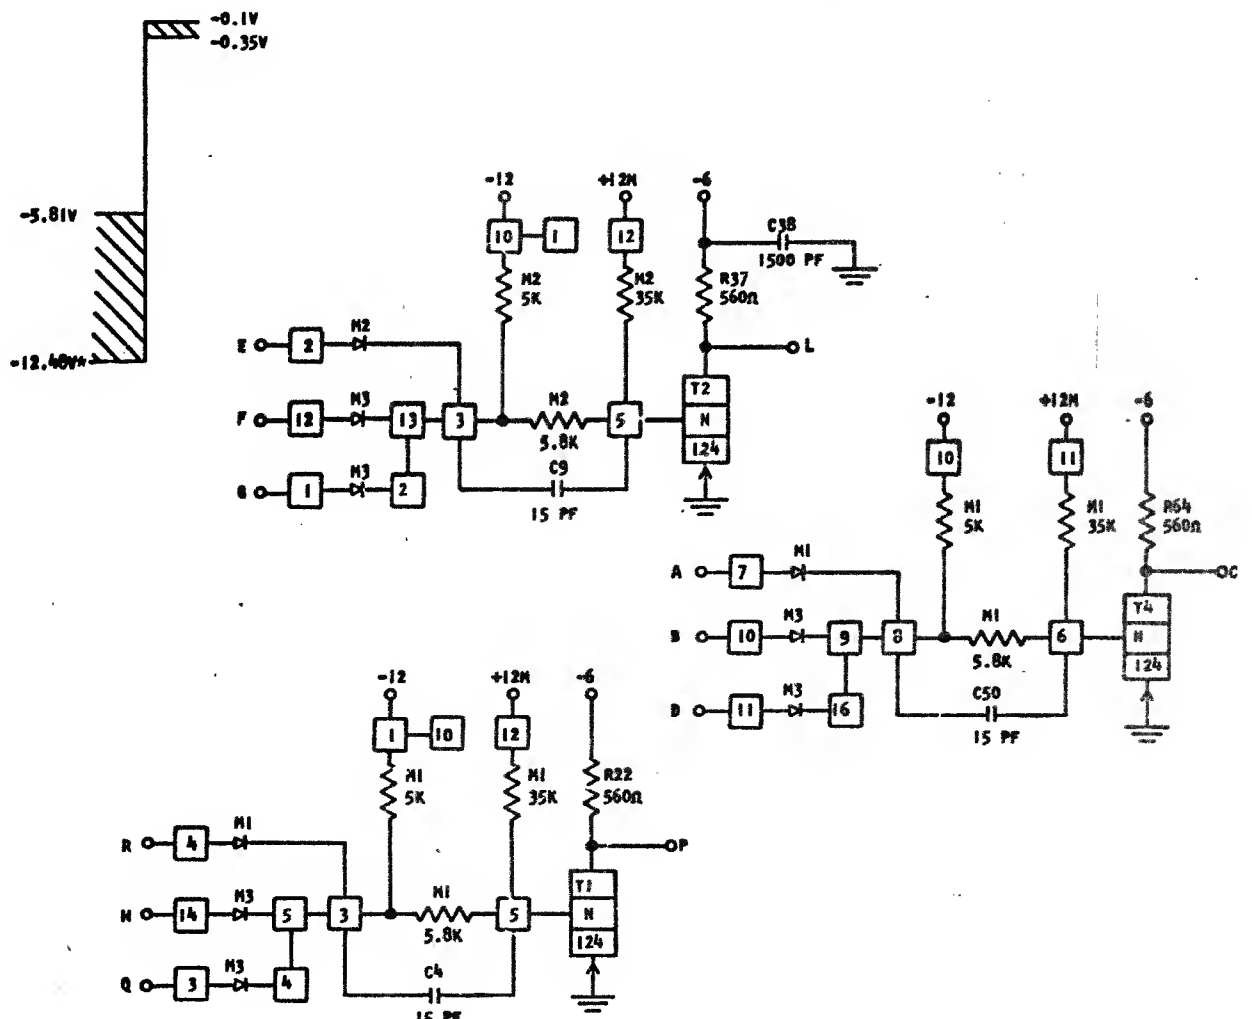 -0.1V
-0.35V
-5.81V
-12.48V*
-12
+12M
-6
10
1
12
C38
1500 PF
M2
5K
M2
35K
R37
560Ω
E
2
M2
L
T2
F
12
M3
13
3
M2
5.8K
5
N
124
G
1
M3
2
C9
15 PF
-12
+12M
-6
10
11
M1
5K
M1
35K
R64
560Ω
A
7
M1
C
T4
B
10
M3
9
8
M1
5.8K
6
N
124
D
11
M3
16
C50
15 PF
-12
+12M
-6
1
10
12
M1
5K
M1
35K
R22
560Ω
R
4
M1
P
T1
H
14
M3
5
3
M1
5.8K
5
N
124
Q
3
M3
4
C4
15 PF